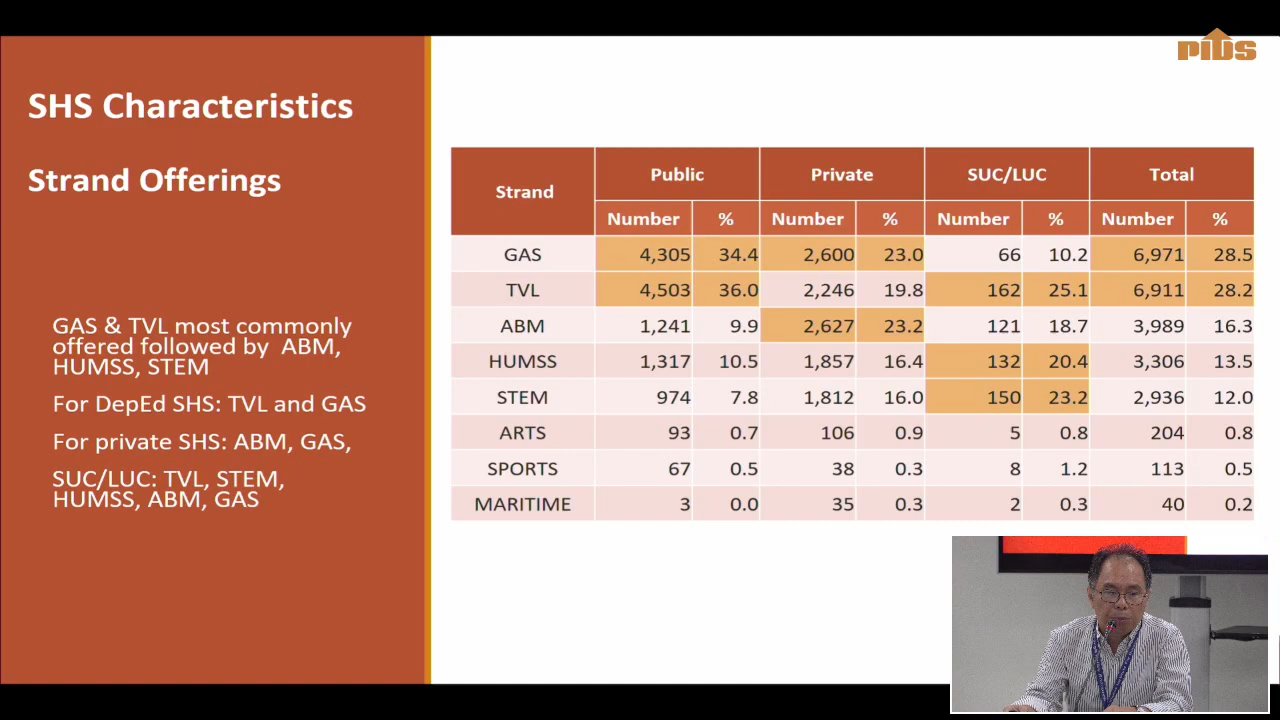 PIDS
SHS Characteristics
Strand Offerings
GAS & TVL most commonly
offered followed by ABM,
HUMSS, STEM
For DepEd SHS: TVL and GAS
For private SHS: ABM, GAS,
SUC/LUC: TVL, STEM,
HUMSS, ABM, GAS
Strand Public Private SUC/LUC Total
Number % Number % Number % Number %
GAS 4,305 34.4 2,600 23.0 66 10.2 6,971 28.5
TVL 4,503 36.0 2,246 19.8 162 25.1 6,911 28.2
ABM 1,241 9.9 2,627 23.2 121 18.7 3,989 16.3
HUMSS 1,317 10.5 1,857 16.4 132 20.4 3,306 13.5
STEM 974 7.8 1,812 16.0 150 23.2 2,936 12.0
ARTS 93 0.7 106 0.9 5 0.8 204 0.8
SPORTS 67 0.5 38 0.3 8 1.2 113 0.5
MARITIME 3 0.0 35 0.3 2 0.3 40 0.2